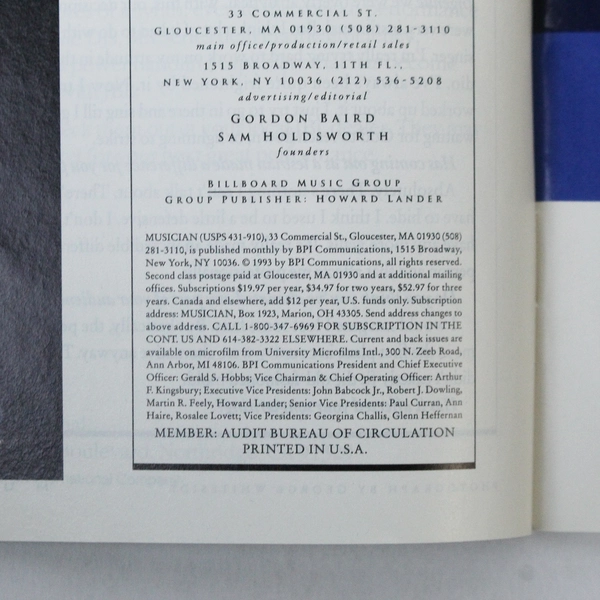 33 COMMERCIAL ST.
GLOUCESTER, MA 01930 (508) 281-3110
main office/production/retail sales
1515 BROADWAY, 11TH FL.,
NEW YORK, NY 10036 (212) 536-5208
advertising/editorial
GORDON BAIRD
SAM HOLDSWORTH
founders
BILLBOARD MUSIC GROUP
GROUP PUBLISHER: HOWARD LANDER
MUSICIAN (USPS 431-910), 33 Commercial St., Gloucester, MA 01930 (508)
281-3110, is published monthly by BPI Communications, 1515 Broadway,
New York, NY 10036. © 1993 by BPI Communications, all rights reserved.
Second class postage paid at Gloucester, MA 01930 and at additional mailing
offices. Subscriptions $19.97 per year, $34.97 for two years, $52.97 for three
years. Canada and elsewhere, add $12 per year, U.S. funds only. Subscription
address: MUSICIAN, Box 1923, Marion, OH 43305. Send address changes to
above address. CALL 1-800-347-6969 FOR SUBSCRIPTION IN THE
CONT. US AND 614-382-3322 ELSEWHERE. Current and back issues are
available on microfilm from University Microfilms Intl., 300 N. Zeeb Road,
Ann Arbor, MI 48106. BPI Communications President and Chief Executive
Officer: Gerald S. Hobbs; Vice Chairman & Chief Operating Officer: Arthur
F. Kingsbury; Executive Vice Presidents: John Babcock Jr., Robert J. Dowling,
Martin R. Feely, Howard Lander; Senior Vice Presidents: Paul Curran, Ann
Haire, Rosalee Lovett; Vice Presidents: Georgina Challis, Glenn Heffernan
MEMBER: AUDIT BUREAU OF CIRCULATION
PRINTED IN U.S.A.